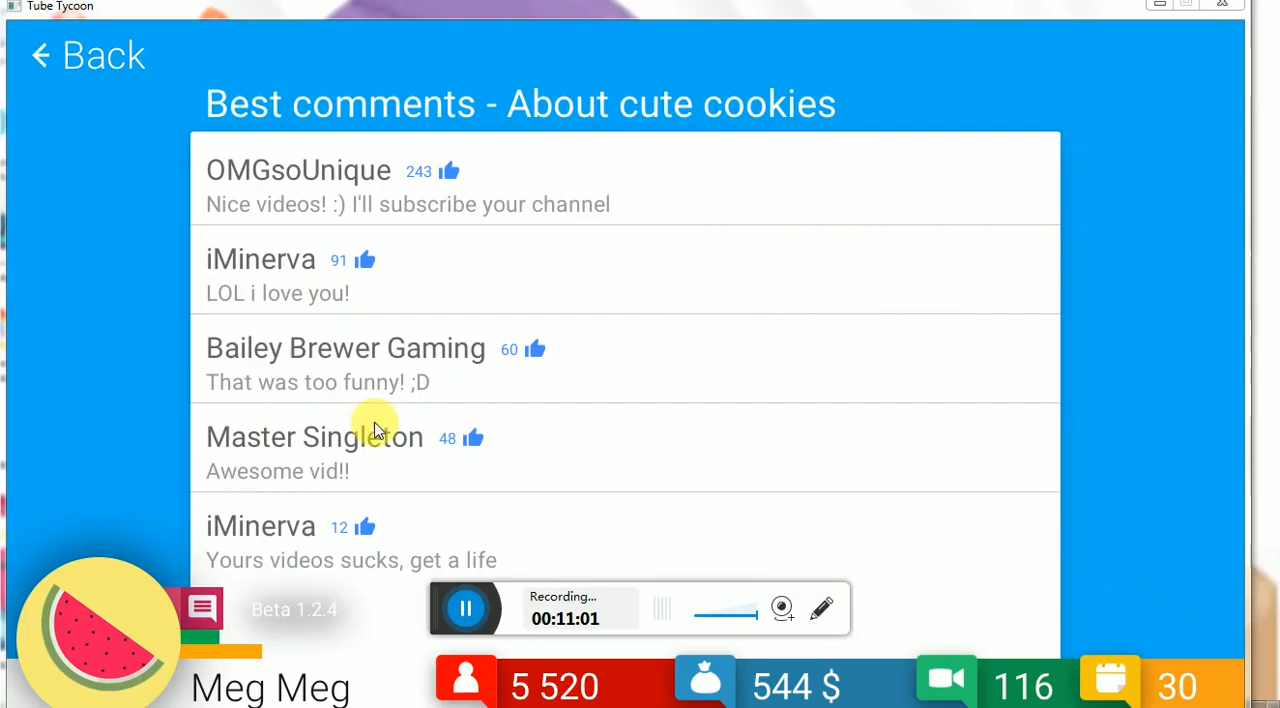 Tube Tycoon
Back
Best comments - About cute cookies
OMGsoUnique 243
Nice videos! :) I'll subscribe your channel
iMinerva 91
LOL i love you!
Bailey Brewer Gaming 60
That was too funny! ;D
Master Singleton 48
Awesome vid!!
iMinerva 12
Yours videos sucks, get a life
Recording...
00:11:01
Beta 1.2.4
Meg Meg
5 520
544 $
116
30